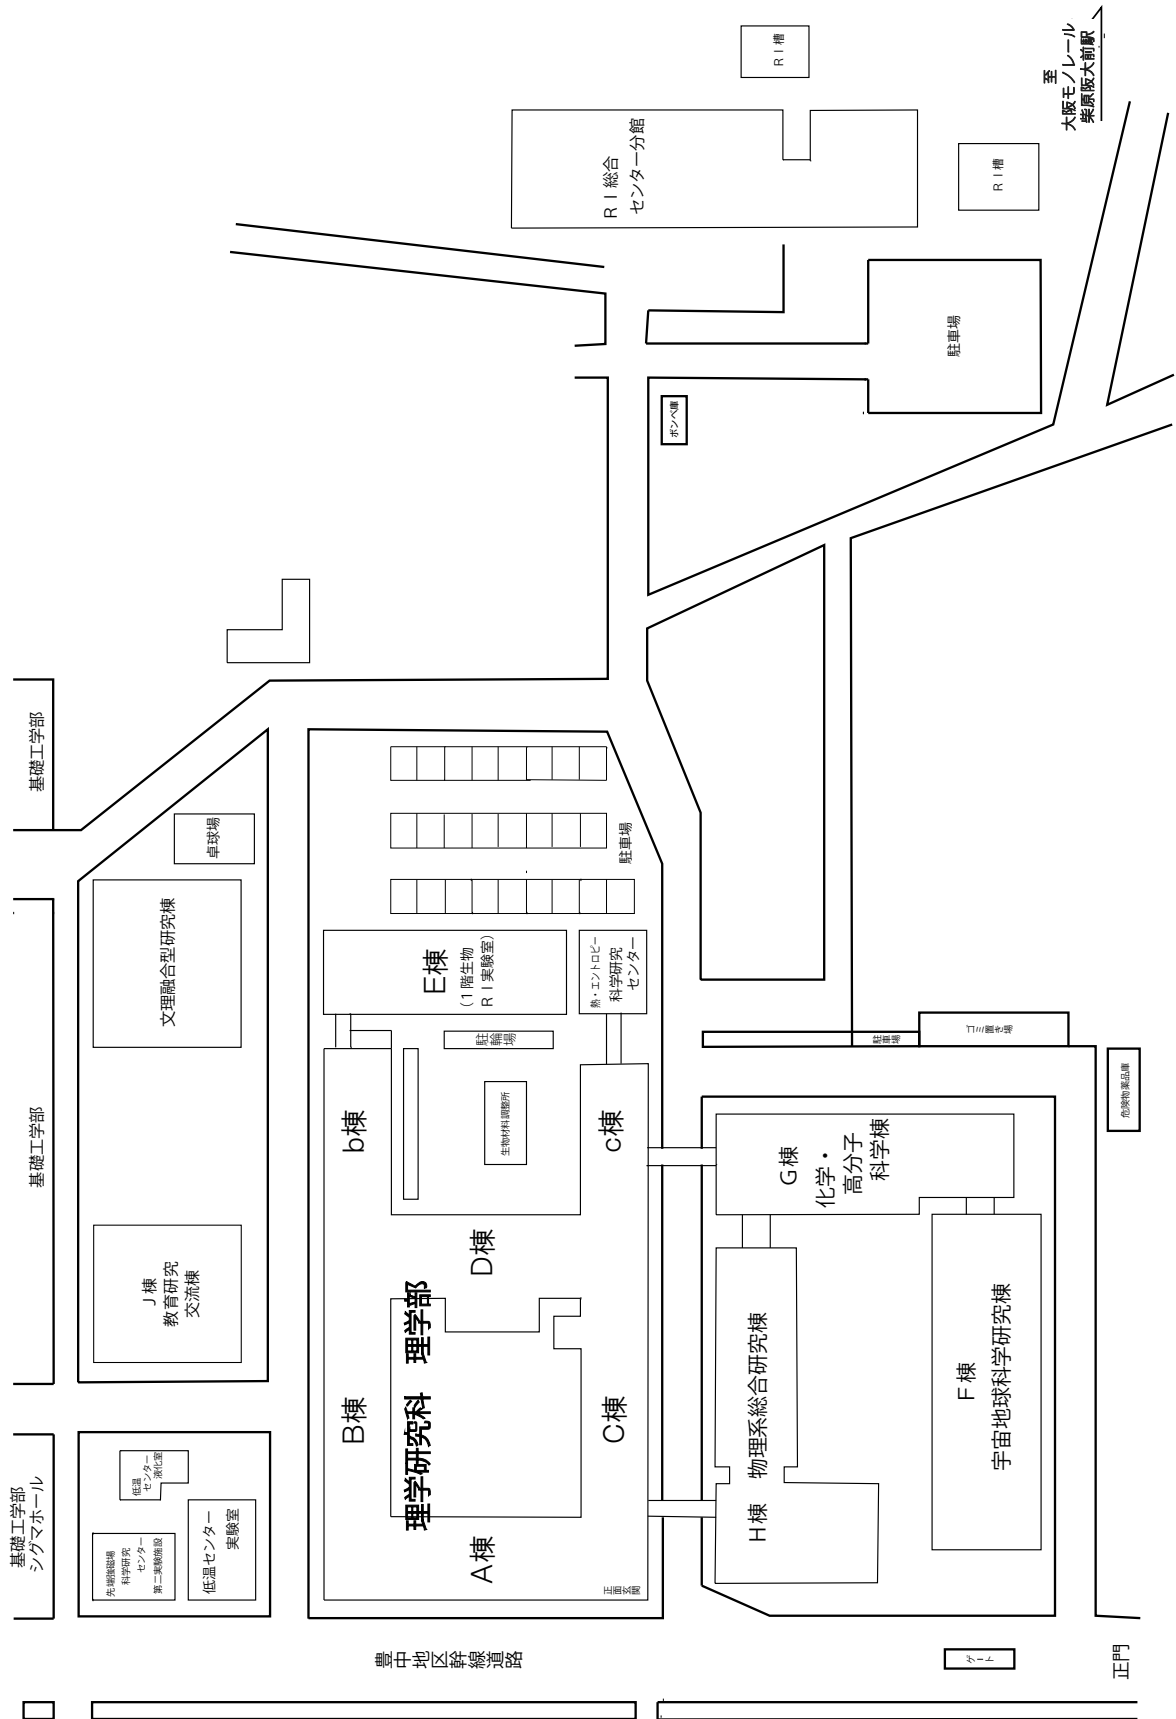 至
大阪モノレール
柴原阪大前駅
ＲＩ槽
ＲＩ総合
センター分館
ＲＩ槽
駐車場
ボンベ庫
基礎工学部
卓球場
文理融合型研究棟
駐車場
E棟
（１階生物
ＲＩ実験室）
熱・エントロピー
科学研究
センター
駐輪場
生物材料調整所
b棟
c棟
駐車場
ゴミ置き場
危険物薬品庫
基礎工学部
Ｇ棟
化学・
高分子
科学棟
J棟
教育研究
交流棟
D棟
理学研究科　理学部
B棟
C棟
A棟
正面
玄関
H棟　物理系総合研究棟
F棟
宇宙地球科学研究棟
基礎工学部
シグマホール
低温
センター
液化室
先端強磁場
科学研究
センター
第二実験施設
低温センター
実験室
豊中地区幹線道路
ゲート
正門